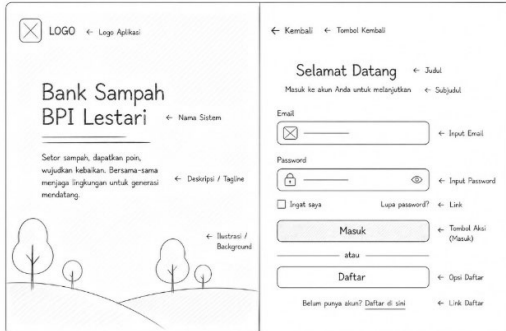 LOGO ← Logo Aplikasi
Bank Sampah
BPI Lestari ← Nama Sistem
Setor sampah, dapatkan poin,
wujudkan kebaikan. Bersama-sama
menjaga lingkungan untuk generasi
mendatang.
← Deskripsi / Tagline
← Ilustrasi /
Background
← Kembali ← Tombol Kembali
Selamat Datang ← Judul
Masuk ke akun Anda untuk melanjutkan ← Subjudul
Email
← Input Email
Password
← Input Password
Ingat saya Lupa password? ← Link
Masuk ← Tombol Aksi
(Masuk)
atau
Daftar ← Opsi Daftar
Belum punya akun? Daftar di sini ← Link Daftar